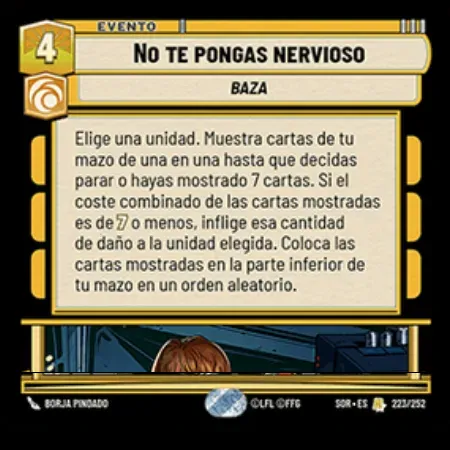 EVENTO
4
NO TE PONGAS NERVIOSO
BAZA
Elige una unidad. Muestra cartas de tu
mazo de una en una hasta que decidas
parar o hayas mostrado 7 cartas. Si el
coste combinado de las cartas mostradas
es de 7 o menos, inflige esa cantidad
de daño a la unidad elegida. Coloca las
cartas mostradas en la parte inferior de
tu mazo en un orden aleatorio.
BORJA PINDADO
©LFL ©FFG
SOR • ES
223/252